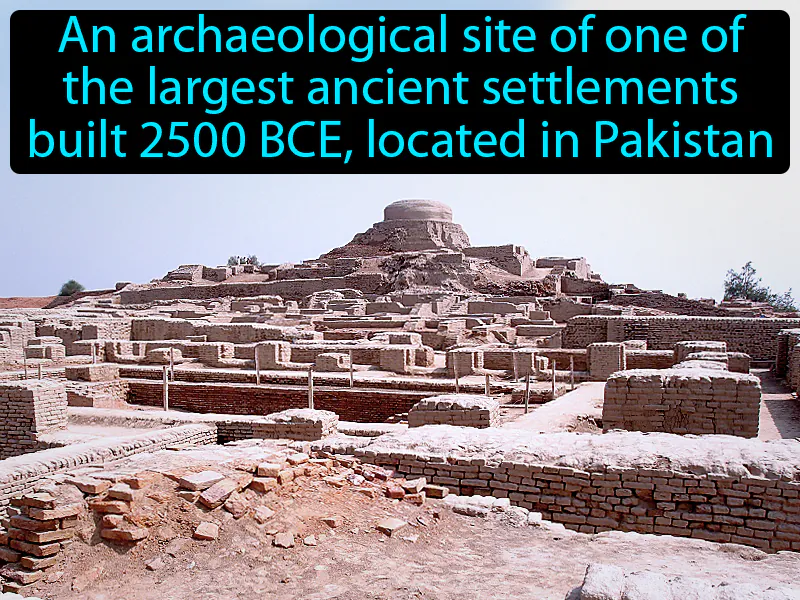 An archaeological site of one of
the largest ancient settlements
built 2500 BCE, located in Pakistan